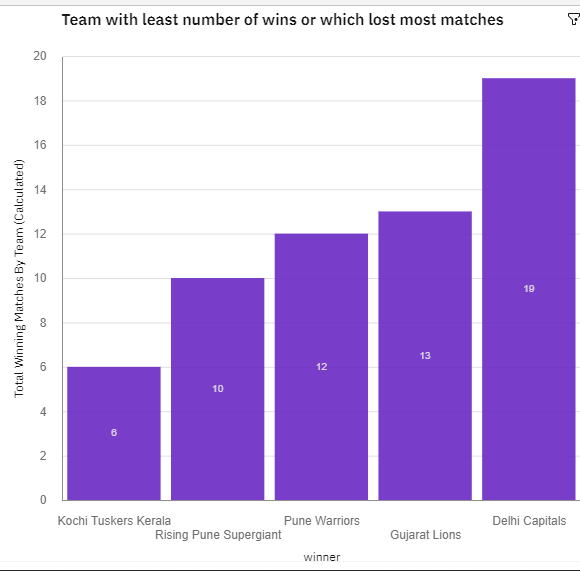 Team with least number of wins or which lost most matches
Total Winning Matches By Team (Calculated)
20
18
16
14
12
10
8
6
4
2
0
6
10
12
13
19
Kochi Tuskers Kerala
Rising Pune Supergiant
Pune Warriors
Gujarat Lions
Delhi Capitals
winner